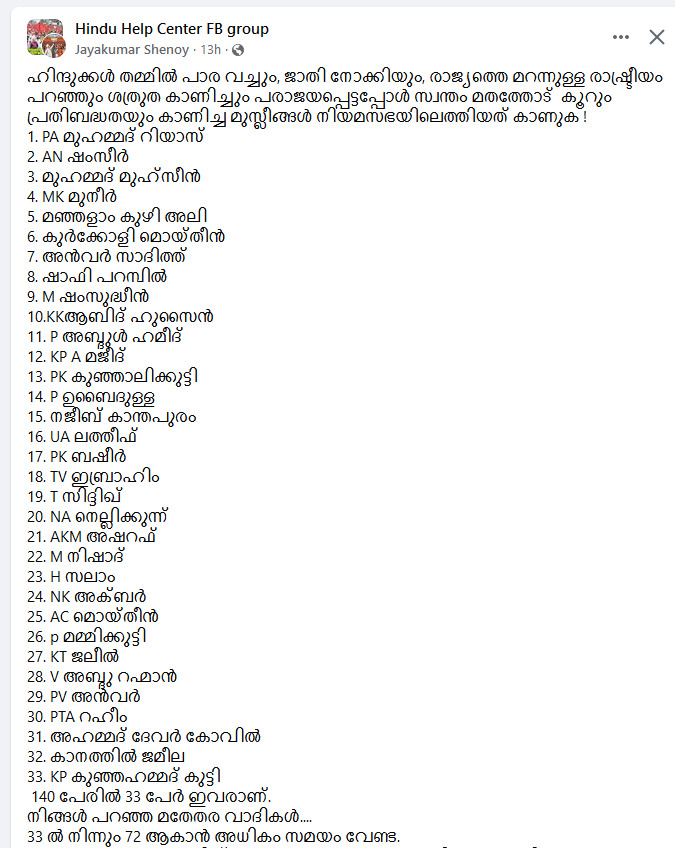 Hindu Help Center FB group
Jayakumar Shenoy · 13h ·
ഹിന്ദുക്കൾ തമ്മിൽ പാര വച്ചും, ജാതി നോക്കിയും, രാജ്യത്തെ മറന്നുള്ള രാഷ്ട്രീയം
പറഞ്ഞും ശത്രുത കാണിച്ചും പരാജയപ്പെട്ടപ്പോൾ സ്വന്തം മതത്തോട് കൂറും
പ്രതിബദ്ധതയും കാണിച്ച മുസ്ലീങ്ങൾ നിയമസഭയിലെത്തിയത് കാണുക !
1. PA മുഹമ്മദ് റിയാസ്
2. AN ഷംസീർ
3. മുഹമ്മദ് മുഹ്സീൻ
4. MK മുനീർ
5. മഞ്ഞളാം കുഴി അലി
6. കുർക്കോളി മൊയ്തീൻ
7. അൻവർ സാദിത്ത്
8. ഷാഫി പറമ്പിൽ
9. M ഷംസുദ്ധീൻ
10.KKആബിദ് ഹുസൈൻ
11. P അബ്ദുൾ ഹമീദ്
12. KP A മജീദ്
13. PK കുഞ്ഞാലിക്കുട്ടി
14. P ഉബൈദുള്ള
15. നജീബ് കാന്തപുരം
16. UA ലത്തീഫ്
17. PK ബഷീർ
18. TV ഇബ്രാഹിം
19. T സിദ്ദിഖ്
20. NA നെല്ലിക്കുന്ന്
21. AKM അഷറഫ്
22. M നിഷാദ്
23. H സലാം
24. NK അക്ബർ
25. AC മൊയ്തീൻ
26. p മമ്മിക്കുട്ടി
27. KT ജലീൽ
28. V അബ്ദു റഹ്മാൻ
29. PV അൻവർ
30. PTA റഹീം
31. അഹമ്മദ് ദേവർ കോവിൽ
32. കാനത്തിൽ ജമീല
33. KP കുഞ്ഞഹമ്മദ് കുട്ടി
140 പേരിൽ 33 പേർ ഇവരാണ്.
നിങ്ങൾ പറഞ്ഞ മതേതര വാദികൾ....
33 ൽ നിന്നും 72 ആകാൻ അധികം സമയം വേണ്ട.